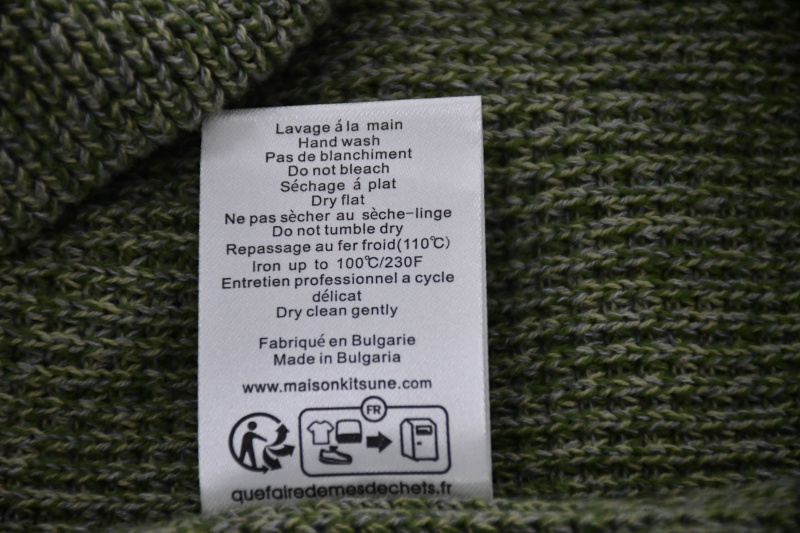 Lavage á la main
Hand wash
Pas de blanchiment
Do not bleach
Séchage á plat
Dry flat
Ne pas sècher au sèche-linge
Do not tumble dry
Repassage au fer froid(110℃)
Iron up to 100℃/230F
Entretien professionnel a cycle
délicat
Dry clean gently
Fabriqué en Bulgarie
Made in Bulgaria
www.maisonkitsune.com
FR
quefairedemesdechets.fr